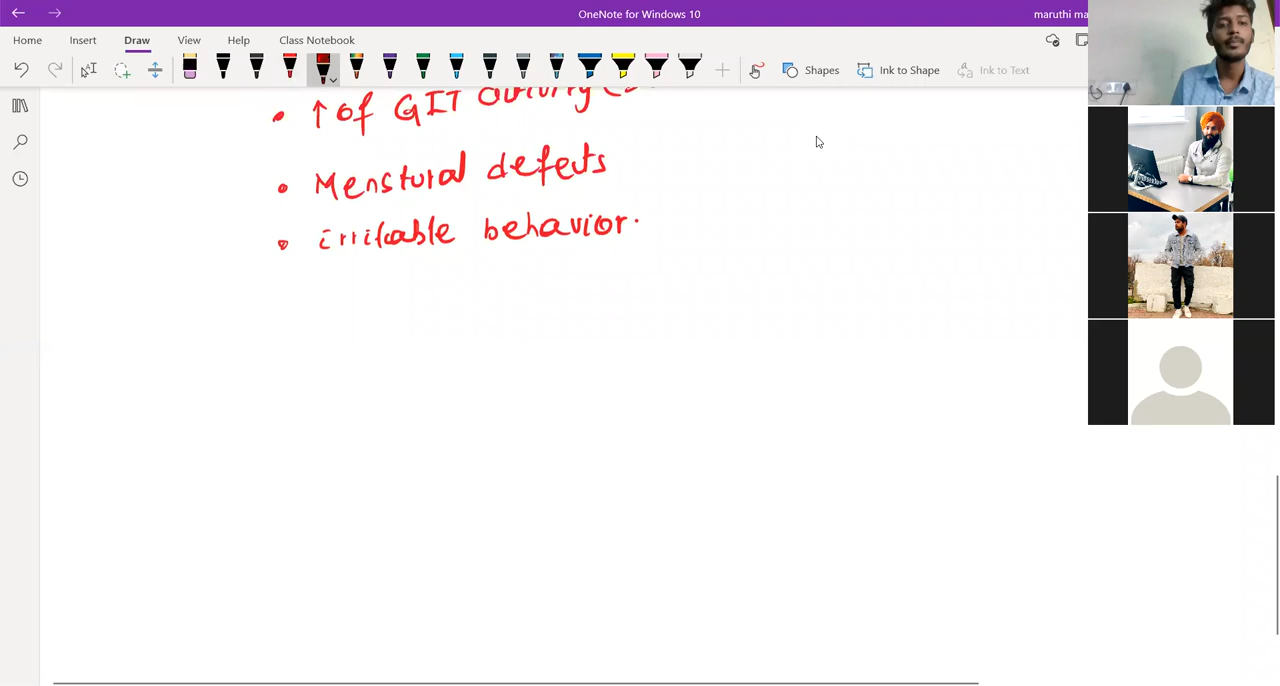 OneNote for Windows 10
maruthi ma
Home Insert Draw View Help Class Notebook
Shapes Ink to Shape Ink to Text
• ↑ of GIT activity (
• Menstural defects
• irritable behavior.